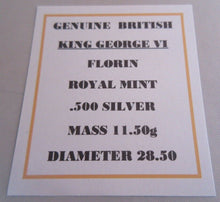 GENUINE BRITISH
KING GEORGE VI
FLORIN
ROYAL MINT
.500 SILVER
MASS 11.50g
DIAMETER 28.50